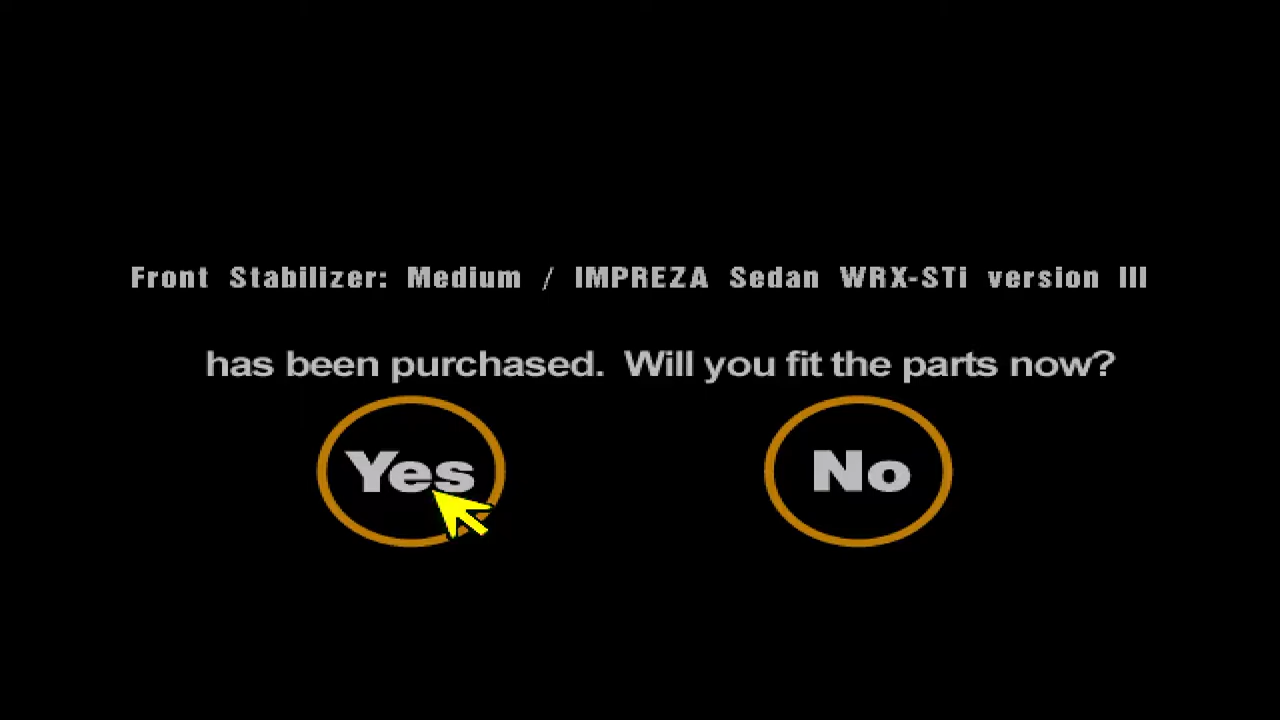 Front Stabilizer: Medium / IMPREZA Sedan WRX-STi version III
has been purchased. Will you fit the parts now?
Yes No